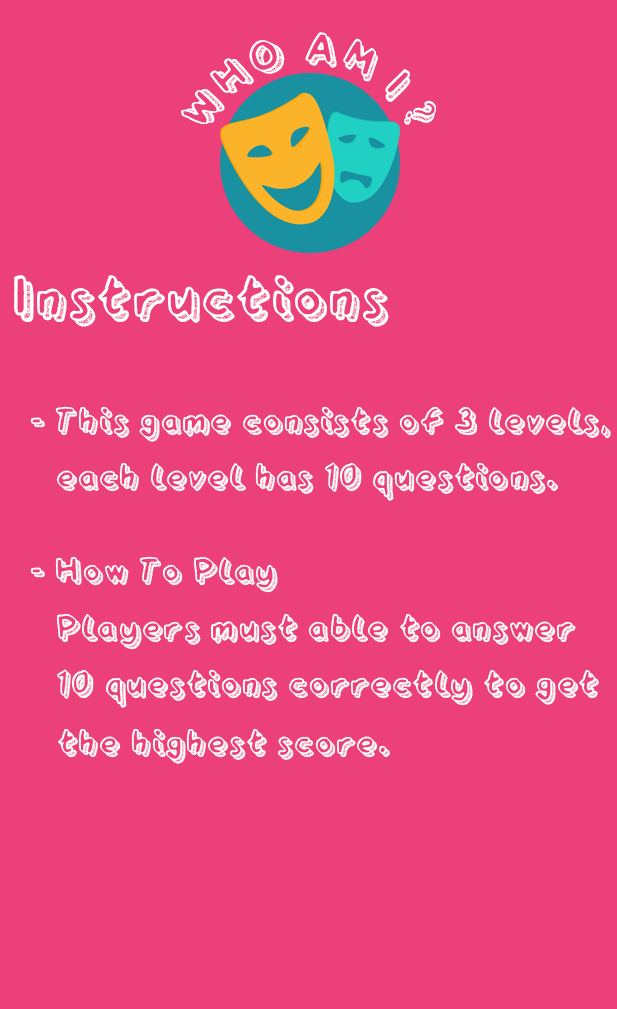 WHO AM I?
Instructions
- This game consists of 3 levels,
each level has 10 questions.
- How To Play
Players must able to answer
10 questions correctly to get
the highest score.